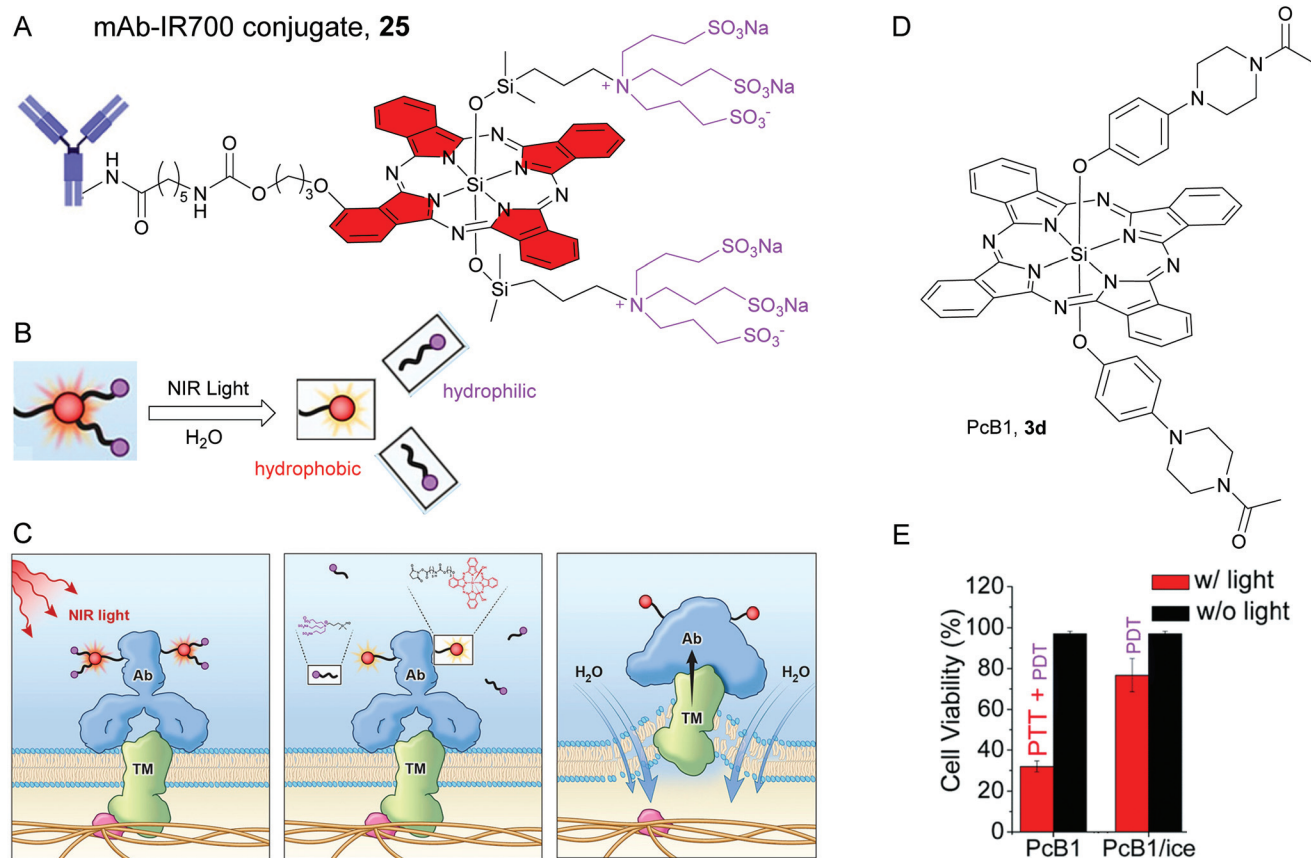 A
mAb-IR700 conjugate, 25
SO3Na
SO3Na
SO3-
N
+
Si
O
H
N
O
( )5
N
H
O
O
( )3
O
N
N
N
N
Si
N
N
N
N
O
Si
N
+
SO3Na
SO3Na
SO3-
B
NIR Light
H2O
hydrophilic
hydrophobic
C
NIR light
Ab
TM
Ab
TM
Ab
H2O
H2O
TM
D
O
N
N
O
N
N
N
N
Si
N
N
N
N
O
PcB1, 3d
N
N
O
E
w/ light
w/o light
Cell Viability (%)
120
100
80
60
40
20
0
PTT + PDT
PDT
PcB1
PcB1/ice